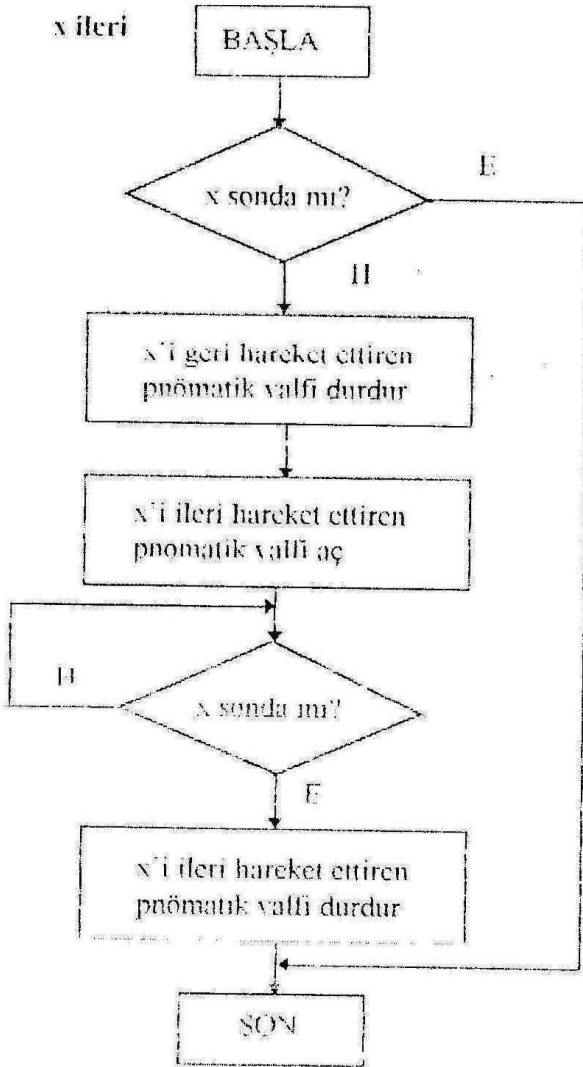 x ileri
BAŞLA
x sonda mı?
E
H
x'i geri hareket ettiren
pnömatik valfi durdur
x'i ileri hareket ettiren
pnömatik valfi aç
H
x sonda mı?
E
x'i ileri hareket ettiren
pnömatik valfi durdur
SON